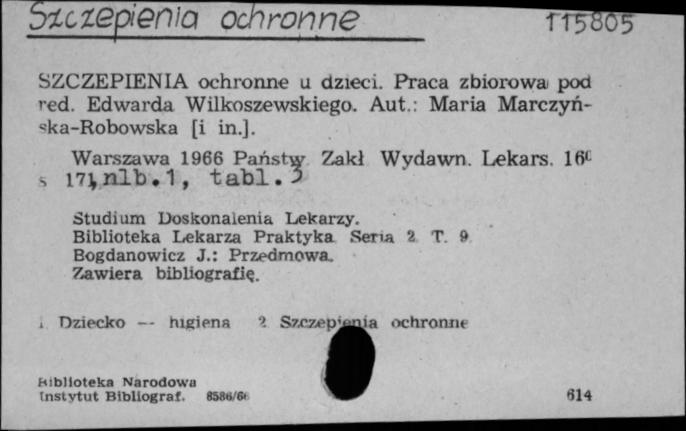 Szczepienia ochronne 115805
SZCZEPIENIA ochronne u dzieci. Praca zbiorowa pod
red. Edwarda Wilkoszewskiego. Aut.: Maria Marczyń-
ska-Robowska [i in.].
Warszawa 1966 Państw. Zakł. Wydawn. Lekars. 16⁰
s 171, nlb.1, tabl.3
Studium Doskonalenia Lekarzy.
Biblioteka Lekarza Praktyka. Seria 2 T. 9
Bogdanowicz J.: Przedmowa.
Zawiera bibliografię.
1 Dziecko — higiena 2 Szczepienia ochronne
Biblioteka Narodowa
Instytut Bibliograf. 8586/66 614